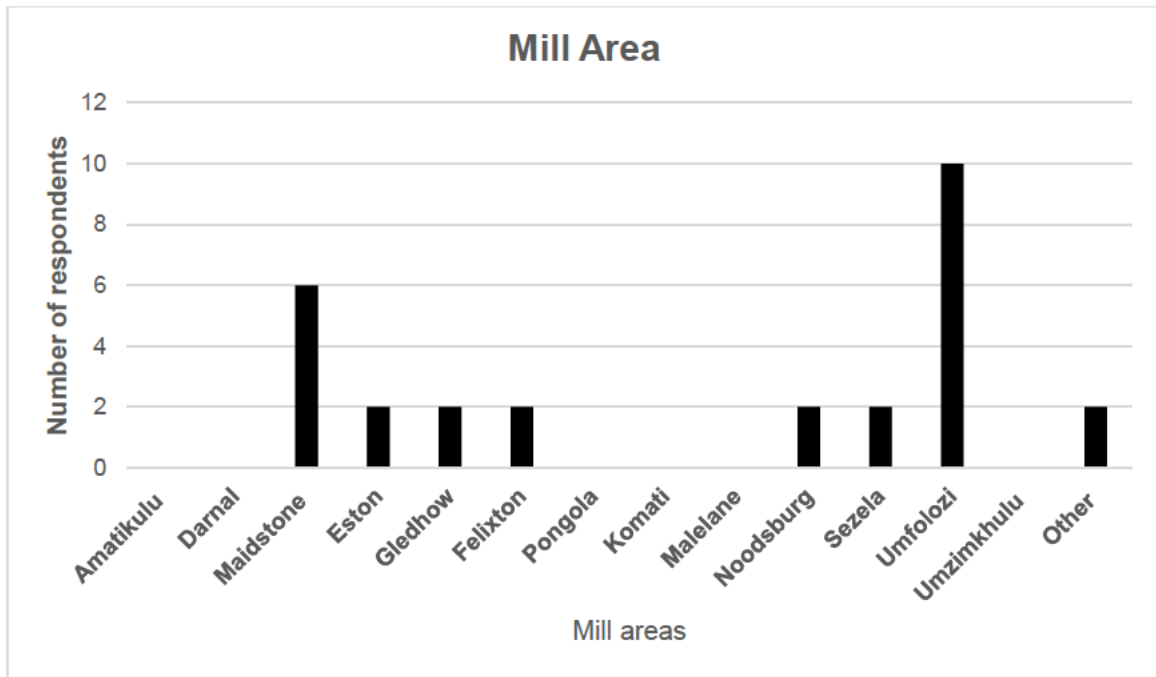 Mill Area
Number of respondents
12
10
8
6
4
2
0
Amatikulu
Darnal
Maidstone
Eston
Gledhow
Felixton
Pongola
Komati
Malelane
Noodsburg
Sezela
Umfolozi
Umzimkhulu
Other
Mill areas